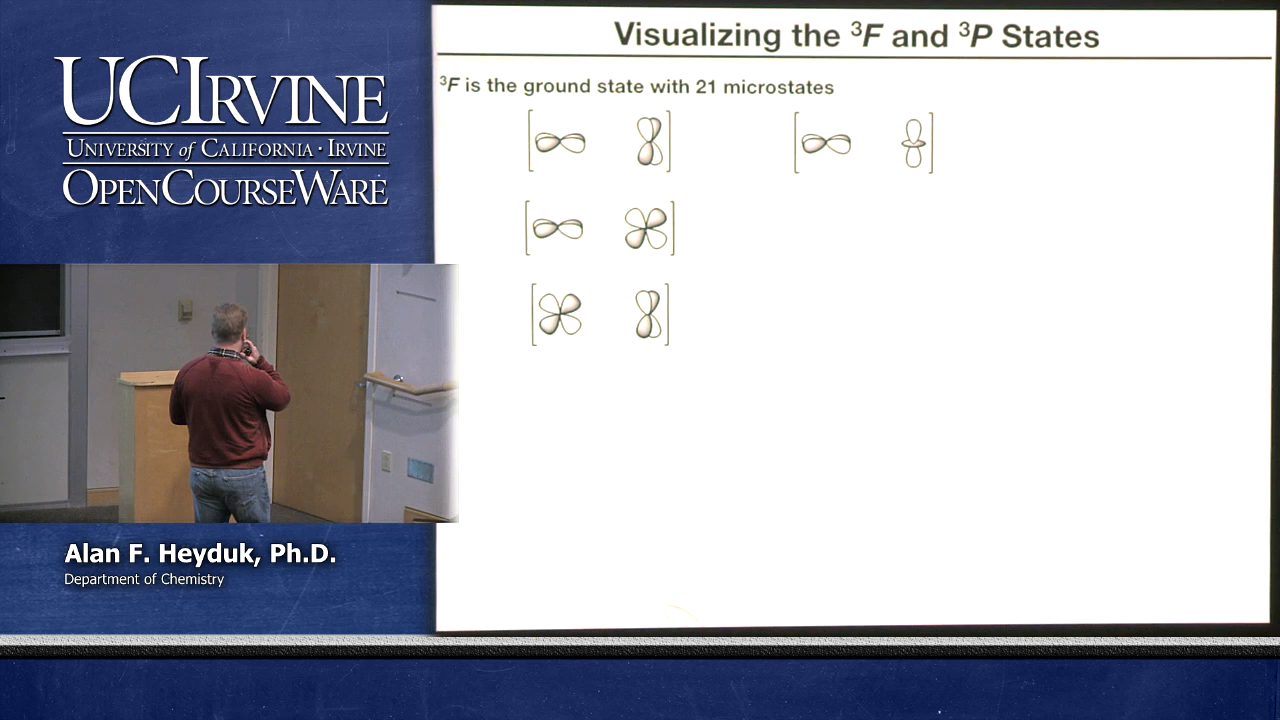 UCIRVINE
UNIVERSITY of CALIFORNIA · IRVINE
OPENCOURSEWARE
Visualizing the ³F and ³P States
³F is the ground state with 21 microstates
Alan F. Heyduk, Ph.D.
Department of Chemistry